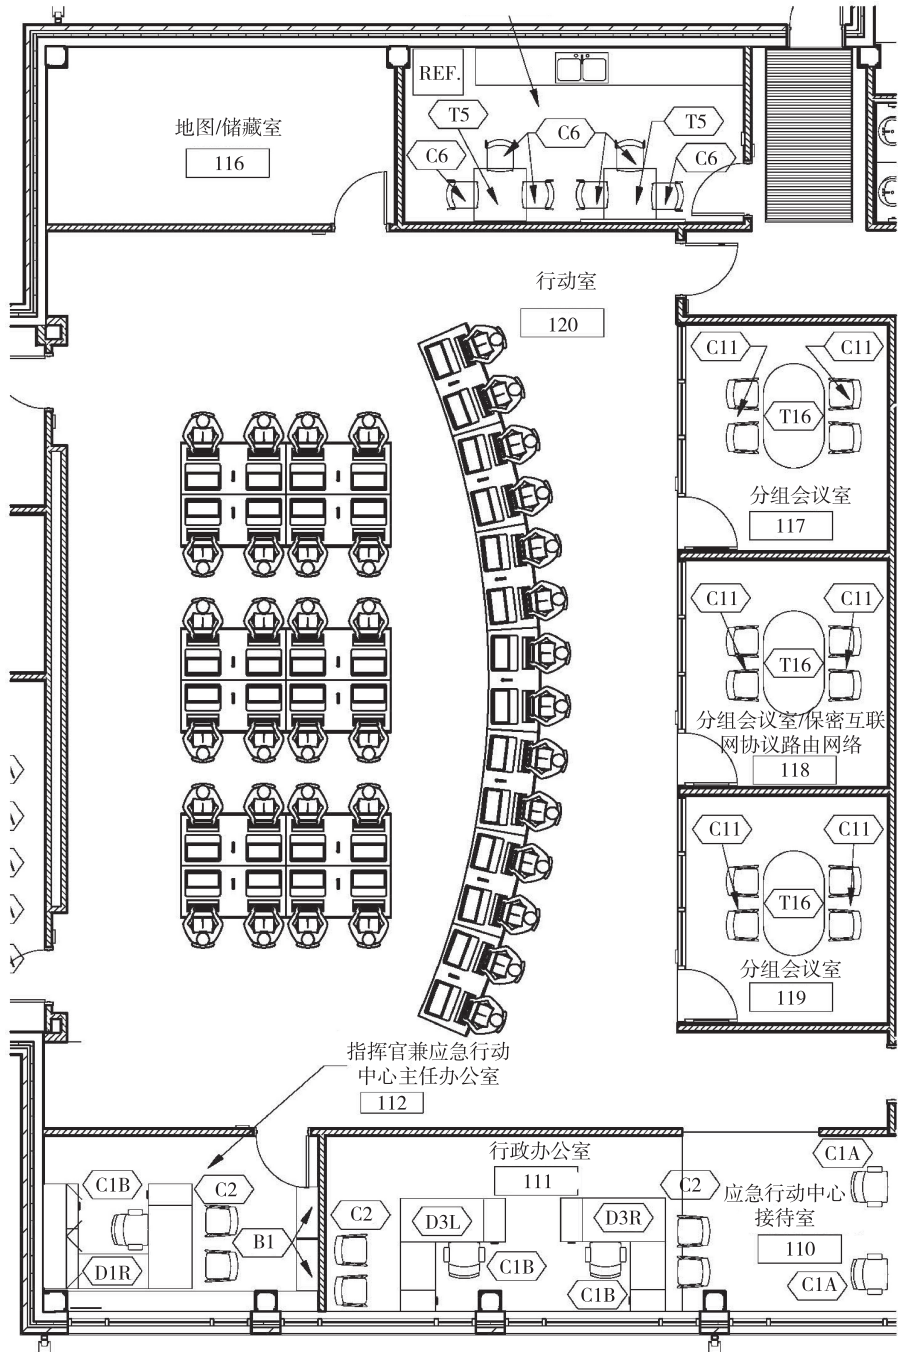 REF.
T5
T5
C6
C6
C6
地图/储藏室
116
行动室
120
C11
C11
T16
分组会议室
117
C11
C11
T16
分组会议室/保密互联
网协议路由网络
118
C11
C11
T16
分组会议室
119
指挥官兼应急行动
中心主任办公室
112
行政办公室
111
C1A
C1B
C2
C2
D3L
D3R
C2
应急行动中心
接待室
110
B1
D1R
C1B
C1B
C1A